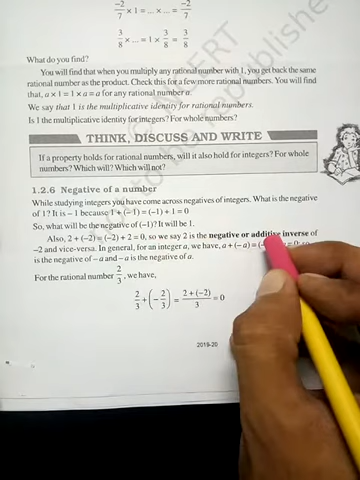 -2/7 × 1 = ... × ... = -2/7
3/8 × ... = 1 × 3/8 = 3/8
What do you find?
You will find that when you multiply any rational number with 1, you get back the same
rational number as the product. Check this for a few more rational numbers. You will find
that, a × 1 = 1 × a = a for any rational number a.
We say that 1 is the multiplicative identity for rational numbers.
Is 1 the multiplicative identity for integers? For whole numbers?
THINK, DISCUSS AND WRITE
If a property holds for rational numbers, will it also hold for integers? For whole
numbers? Which will? Which will not?
1.2.6 Negative of a number
While studying integers you have come across negatives of integers. What is the negative
of 1? It is – 1 because 1 + (– 1) = (–1) + 1 = 0
So, what will be the negative of (–1)? It will be 1.
Also, 2 + (–2) = (–2) + 2 = 0, so we say 2 is the negative or additive inverse of
–2 and vice-versa. In general, for an integer a, we have, a + (–a) = = 0; so
is the negative of –a and –a is the negative of a.
For the rational number 2/3, we have,
2/3 + (-2/3) = 2 + (-2)/3 = 0
2019-20